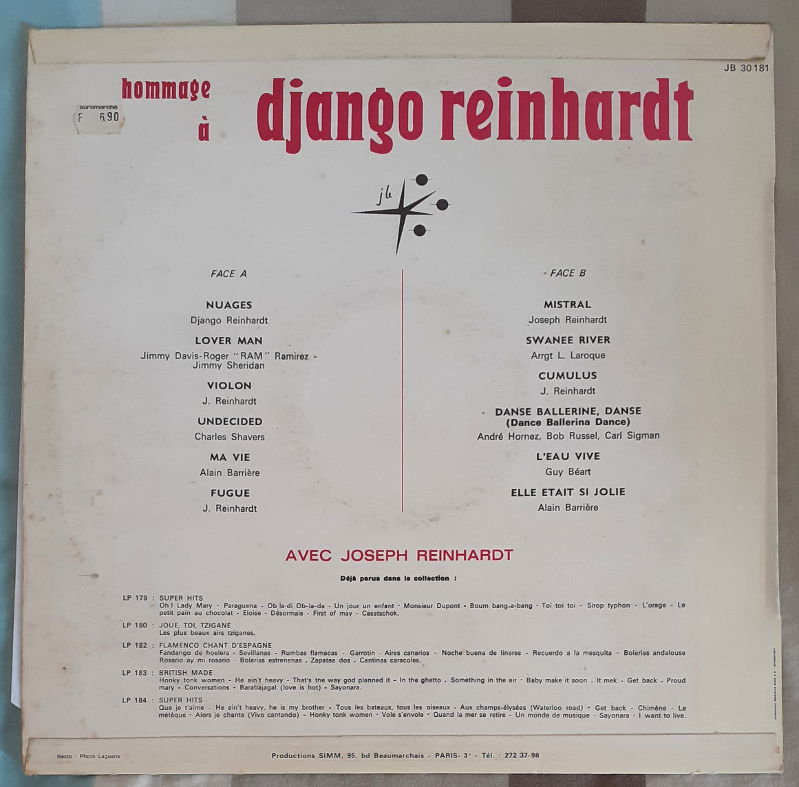 JB 30181
hommage
à
django reinhardt
euromarché
F 6,90
jb
FACE A
NUAGES
Django Reinhardt
LOVER MAN
Jimmy Davis-Roger "RAM" Ramirez -
Jimmy Sheridan
VIOLON
J. Reinhardt
UNDECIDED
Charles Shavers
MA VIE
Alain Barrière
FUGUE
J. Reinhardt
- FACE B
MISTRAL
Joseph Reinhardt
SWANEE RIVER
Arrgt L. Laroque
CUMULUS
J. Reinhardt
DANSE BALLERINE, DANSE
(Dance Ballerina Dance)
André Hornez, Bob Russel, Carl Sigman
L'EAU VIVE
Guy Béart
ELLE ETAIT SI JOLIE
Alain Barrière
AVEC JOSEPH REINHARDT
Déjà parus dans la collection :
LP 179 : SUPER HITS
Oh ! Lady Mary - Paraguena - Ob-la-di Ob-la-da - Un jour un enfant - Monsieur Dupont - Boum bang-a-bang - Toi toi toi - Sirop typhon - L'orage - Le
petit pain au chocolat - Eloise - Désormais - First of may - Casatschok.
LP 180 : JOUE, TOI, TZIGANE
Les plus beaux airs tziganes.
LP 182 : FLAMENCO CHANT D'ESPAGNE
Fandango de hoelera - Sevillanas - Rumbas flamacas - Garrotin - Aires canarios - Noche buena de linares - Recuerdo a la mesquita - Bolerias andalouse
Rosario ay mi rosario - Bolerias estrenenas . Zapatea dos - Cantinas caracoles.
LP 183 : BRITISH MADE
Honky tonk women - He ain't heavy - That's the way god planned it - In the ghetto - Something in the air - Baby make it soon - It mek - Get back - Proud
mary - Conversations - Barabajagal (love is hot) - Sayonara.
LP 184 : SUPER HITS
Que je t'aime - He ain't heavy, he is my brother - Tous les bateaux, tous les oiseaux - Aux champs-élysées (Waterloo road) - Get back - Chimène - Le
métèque - Alors je chante (Vivo cantando) - Honky tonk women - Vole s'envole - Quand la mer se retire - Un monde de musique - Sayonara - I want to live.
Recto : Photo Laguens
Productions SIMM, 95, bd Beaumarchais - PARIS- 3° - Tél. : 272 37-98